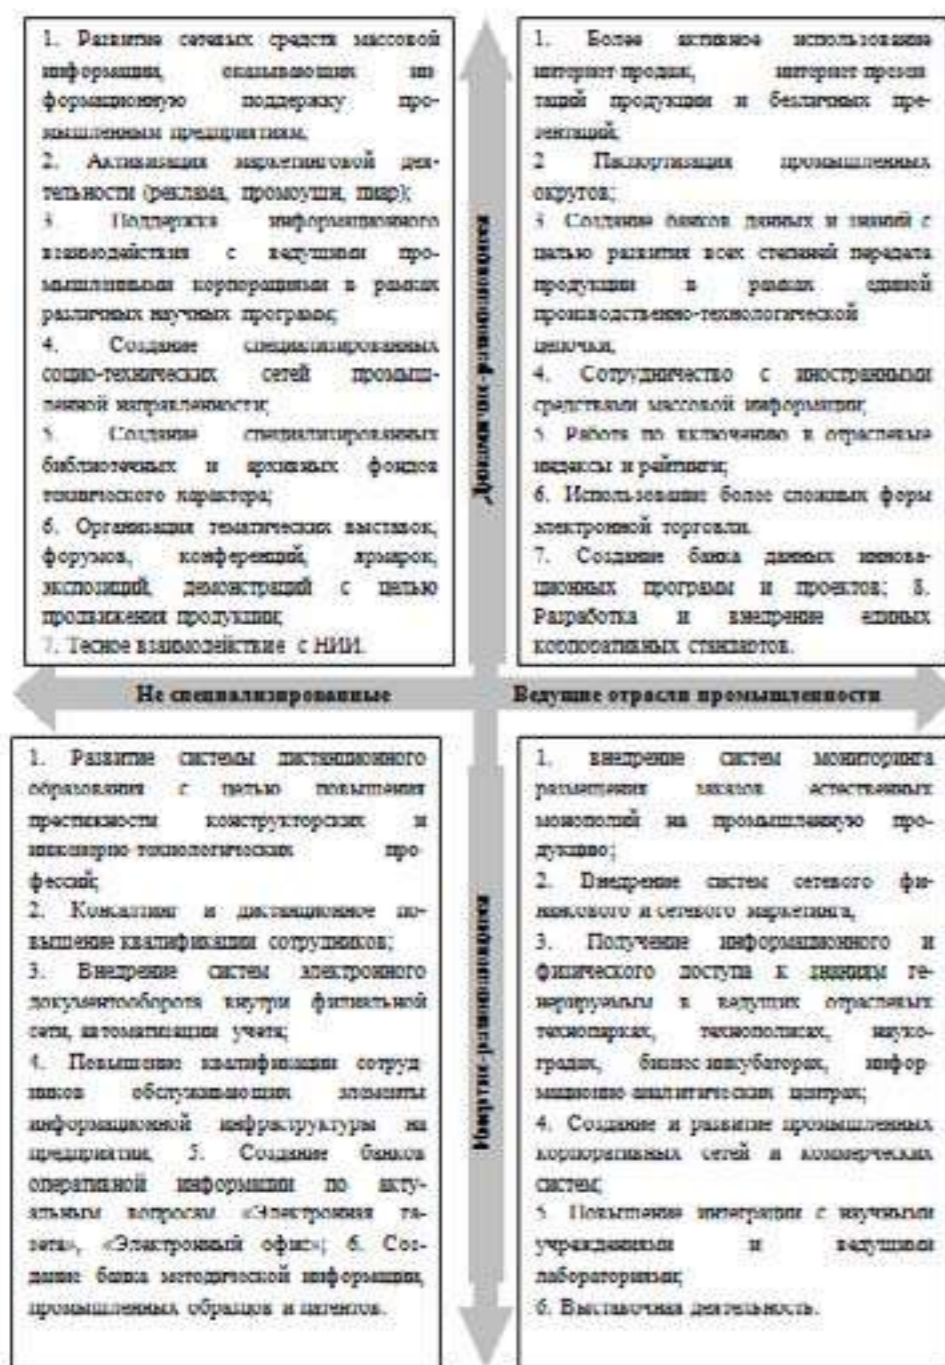 1. Развитие сетевых средств массовой
информации, оказывающих ин-
формационную поддержку про-
мышленным предприятиям;
2. Активизация маркетинговой дея-
тельности (реклама, промоушн, пиар);
3. Поддержка информационного
взаимодействия с ведущими про-
мышленными корпорациями в рамках
различных научных программ;
4. Создание специализированных
социо-технических сетей промыш-
ленной направленности;
5. Создание специализированных
библиотечных и архивных фондов
технического характера;
6. Организация тематических выставок,
форумов, конференций, ярмарок,
экспозиций, демонстраций с целью
продвижения продукции;
7. Тесное взаимодействие с НИИ.
1. Более активное использование
интернет-продаж, интернет-презен-
таций продукции и безличных пре-
зентаций;
2 Паспортизация промышленных
округов;
3. Создание банков данных и знаний с
целью развития всех степеней передела
продукции в рамках единой
производственно-технологической
цепочки;
4. Сотрудничество с иностранными
средствами массовой информации;
5. Работа по включению в отраслевые
индексы и рейтинги;
6. Использование более сложных форм
электронной торговли.
7. Создание банка данных иннова-
ционных программ и проектов; 8.
Разработка и внедрение единых
корпоративных стандартов.
Не специализированные
Ведущие отрасли промышленности
1. Развитие системы дистанционного
образования с целью повышения
престижности конструкторских и
инженерно-технологических про-
фессий;
2. Консалтинг и дистанционное по-
вышение квалификации сотрудников;
3. Внедрение систем электронного
документооборота внутри филиальной
сети, автоматизации учета;
4. Повышение квалификации сотруд-
ников обслуживающих элементы
информационной инфраструктуры на
предприятии; 5. Создание банков
оперативной информации по акту-
альным вопросам «Электронная га-
зета», «Электронный офис»; 6. Соз-
дание банка методической информации,
промышленных образцов и патентов.
1. внедрение систем мониторинга
размещения заказов естественных
монополий на промышленную про-
дукцию;
2. Внедрение систем сетевого фи-
нансового и сетевого маркетинга;
3. Получение информационного и
физического доступа к знаниям ге-
нерируемым в ведущих отраслевых
технопарках, технополисах, науко-
градах, бизнес-инкубаторах, инфор-
мационно-аналитических центрах;
4. Создание и развитие промышленных
корпоративных сетей и коммерческих
систем;
5. Повышение интеграции с научными
учреждениями и ведущими
лабораториями;
6. Выставочная деятельность.